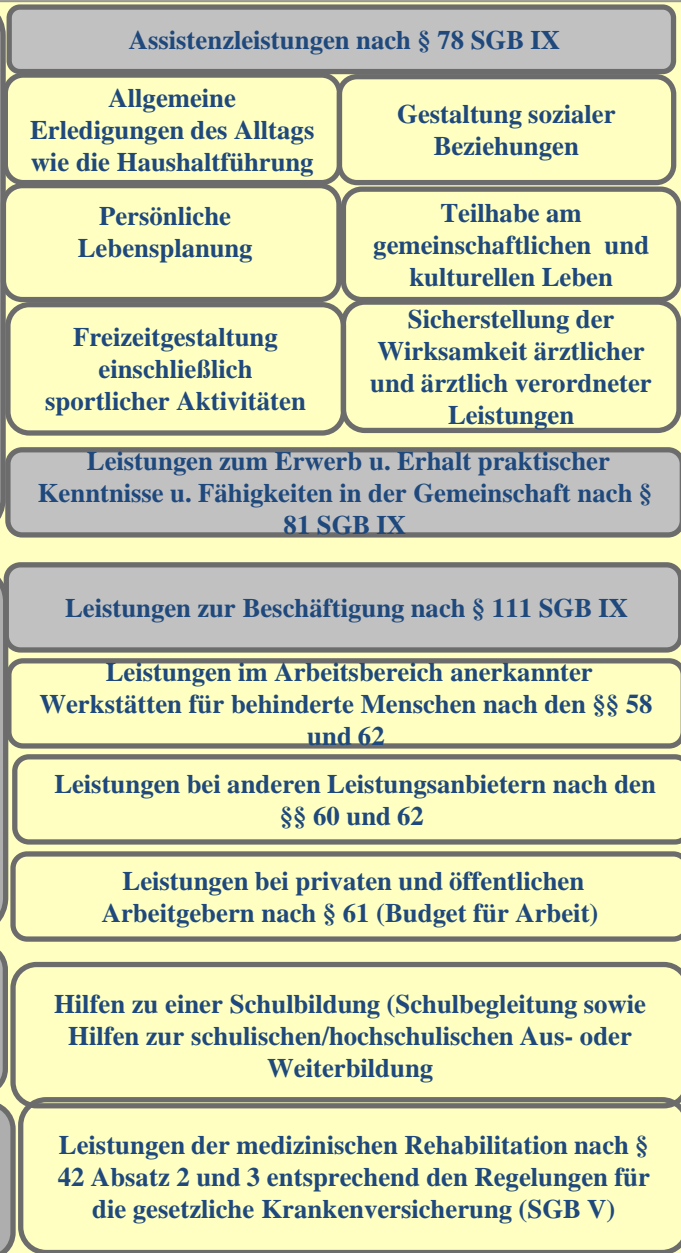 Assistenzleistungen nach § 78 SGB IX
Allgemeine
Erledigungen des Alltags
wie die Haushaltführung
Gestaltung sozialer
Beziehungen
Persönliche
Lebensplanung
Teilhabe am
gemeinschaftlichen und
kulturellen Leben
Freizeitgestaltung
einschließlich
sportlicher Aktivitäten
Sicherstellung der
Wirksamkeit ärztlicher
und ärztlich verordneter
Leistungen
Leistungen zum Erwerb u. Erhalt praktischer
Kenntnisse u. Fähigkeiten in der Gemeinschaft nach §
81 SGB IX
Leistungen zur Beschäftigung nach § 111 SGB IX
Leistungen im Arbeitsbereich anerkannter
Werkstätten für behinderte Menschen nach den §§ 58
und 62
Leistungen bei anderen Leistungsanbietern nach den
§§ 60 und 62
Leistungen bei privaten und öffentlichen
Arbeitgebern nach § 61 (Budget für Arbeit)
Hilfen zu einer Schulbildung (Schulbegleitung sowie
Hilfen zur schulischen/hochschulischen Aus- oder
Weiterbildung
Leistungen der medizinischen Rehabilitation nach §
42 Absatz 2 und 3 entsprechend den Regelungen für
die gesetzliche Krankenversicherung (SGB V)